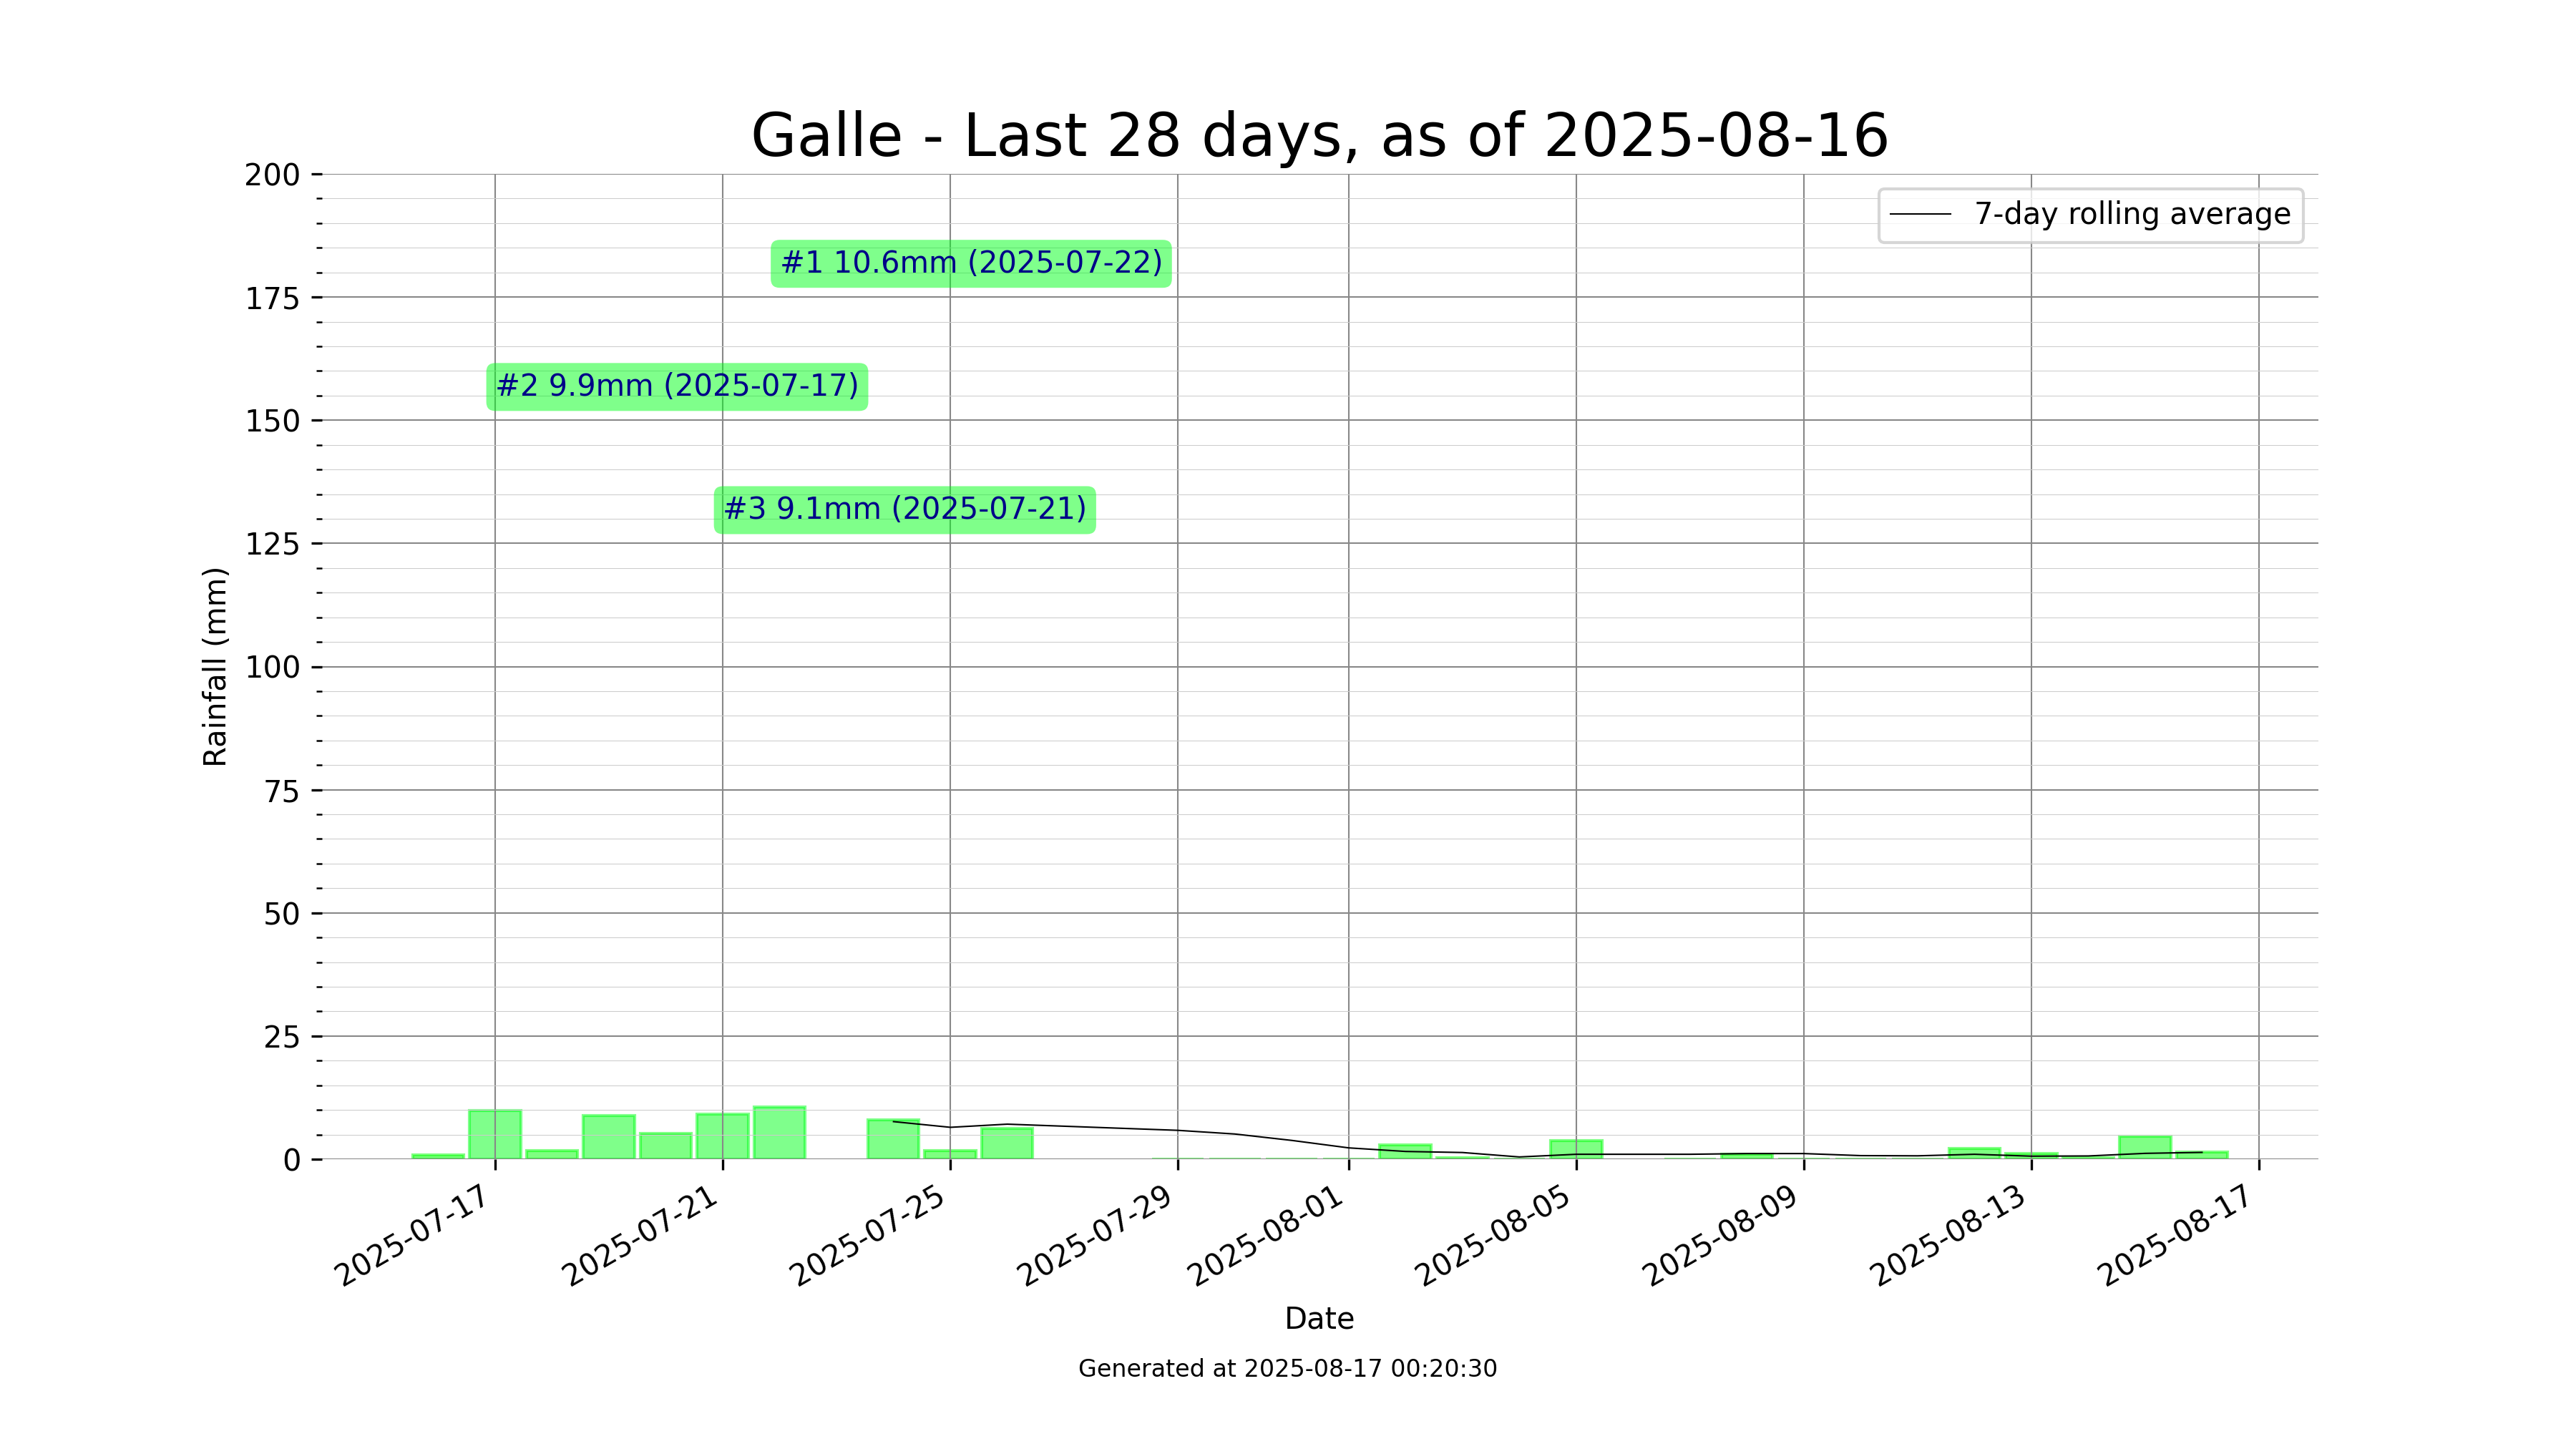 Galle - Last 28 days, as of 2025-08-16
7-day rolling average
#1 10.6mm (2025-07-22)
#2 9.9mm (2025-07-17)
#3 9.1mm (2025-07-21)
Rainfall (mm)
200
175
150
125
100
75
50
25
0
2025-07-17
2025-07-21
2025-07-25
2025-07-29
2025-08-01
2025-08-05
2025-08-09
2025-08-13
2025-08-17
Date
Generated at 2025-08-17 00:20:30